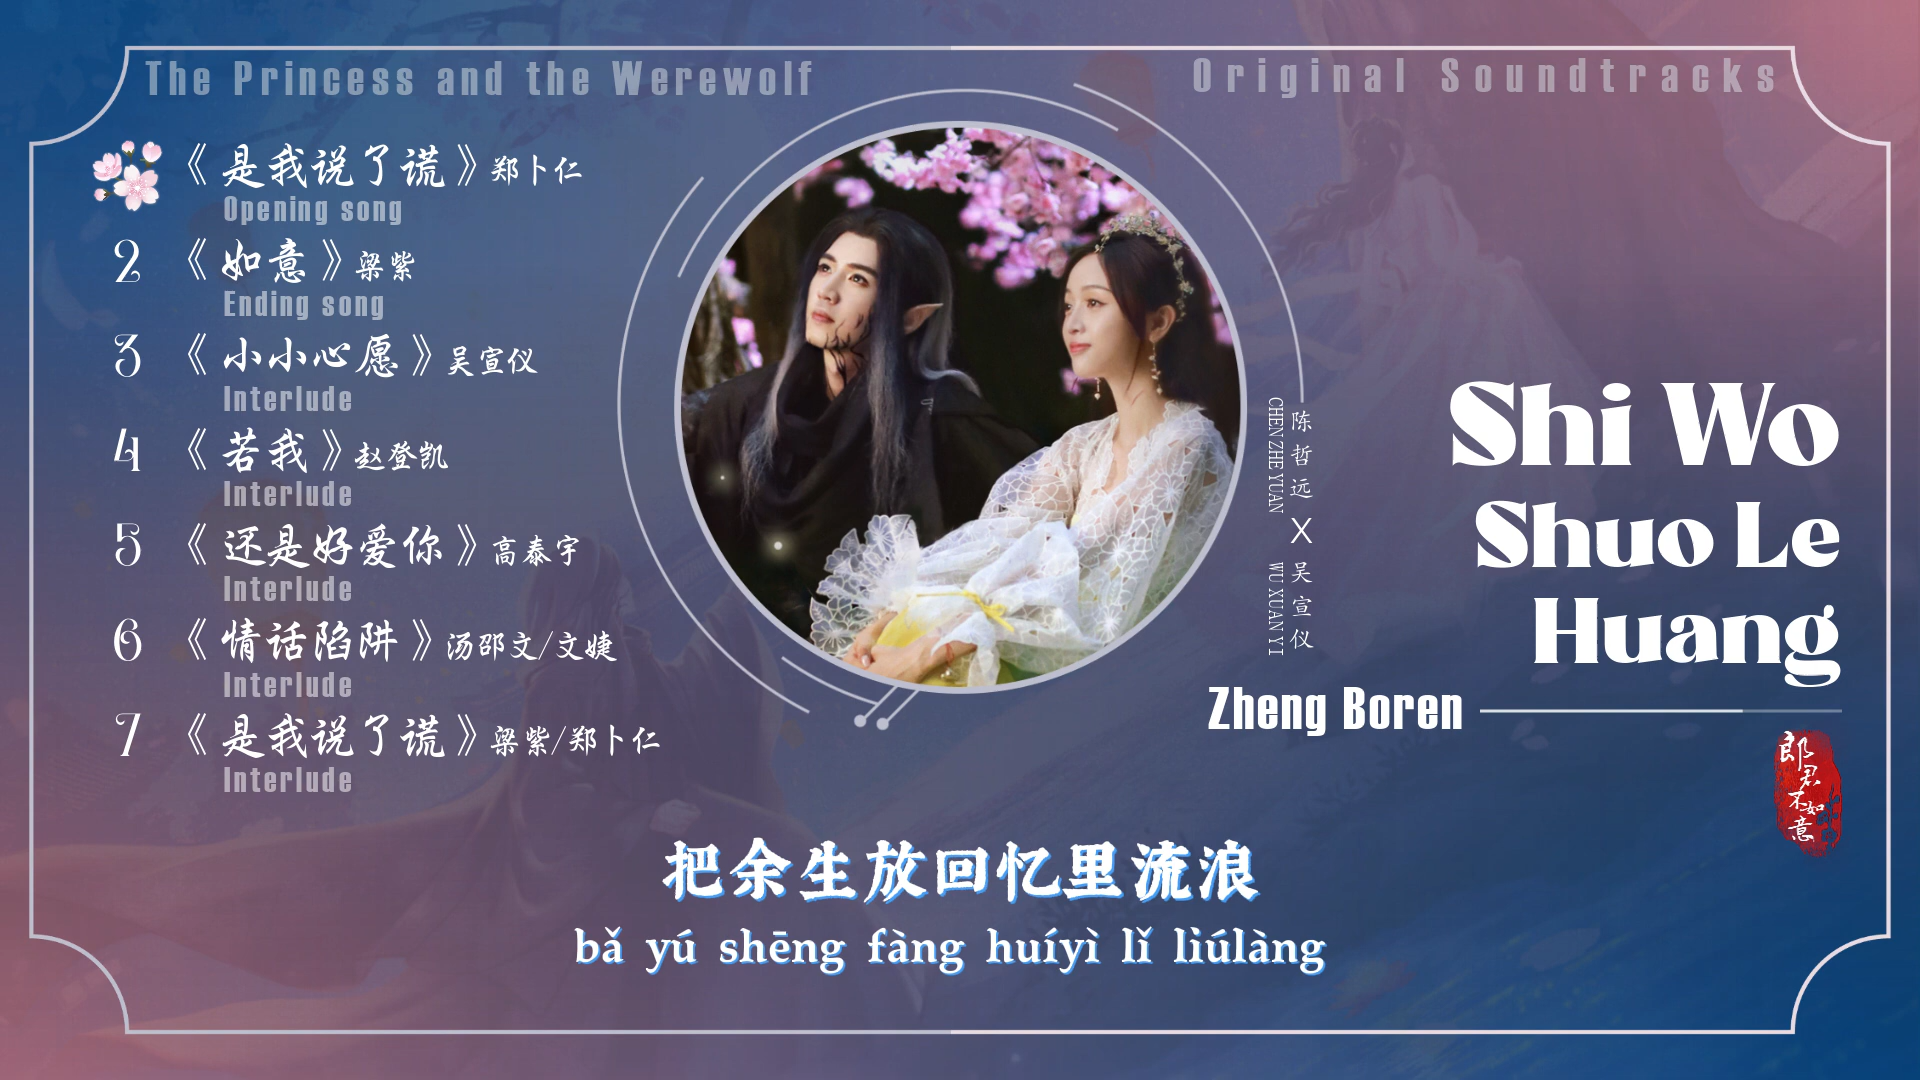 The Princess and the Werewolf
Original Soundtracks
《是我说了谎》郑卜仁
Opening song
2 《如意》梁紫
Ending song
3 《小小心愿》吴宣仪
Interlude
4 《若我》赵登凯
Interlude
5 《还是好爱你》高泰宇
Interlude
6 《情话陷阱》汤邵文/文婕
Interlude
7 《是我说了谎》梁紫/郑卜仁
Interlude
陈哲远 X 吴宣仪
CHEN ZHE YUAN WU XUAN YI
Shi Wo
Shuo Le
Huang
Zheng Boren
郎君不如意
把余生放回忆里流浪
bǎ yú shēng fàng huíyì lǐ liúlàng